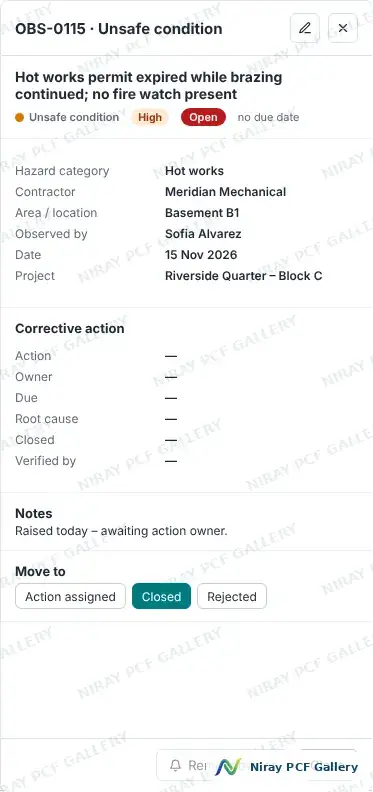 OBS-0115 · Unsafe condition
Hot works permit expired while brazing
continued; no fire watch present
Unsafe condition High Open no due date
Hazard category Hot works
Contractor Meridian Mechanical
Area / location Basement B1
Observed by Sofia Alvarez
Date 15 Nov 2026
Project Riverside Quarter – Block C
Corrective action
Action —
Owner —
Due —
Root cause —
Closed —
Verified by —
Notes
Raised today – awaiting action owner.
Move to
Action assigned Closed Rejected
Niray PCF Gallery
NIRAY PCF GALLERY